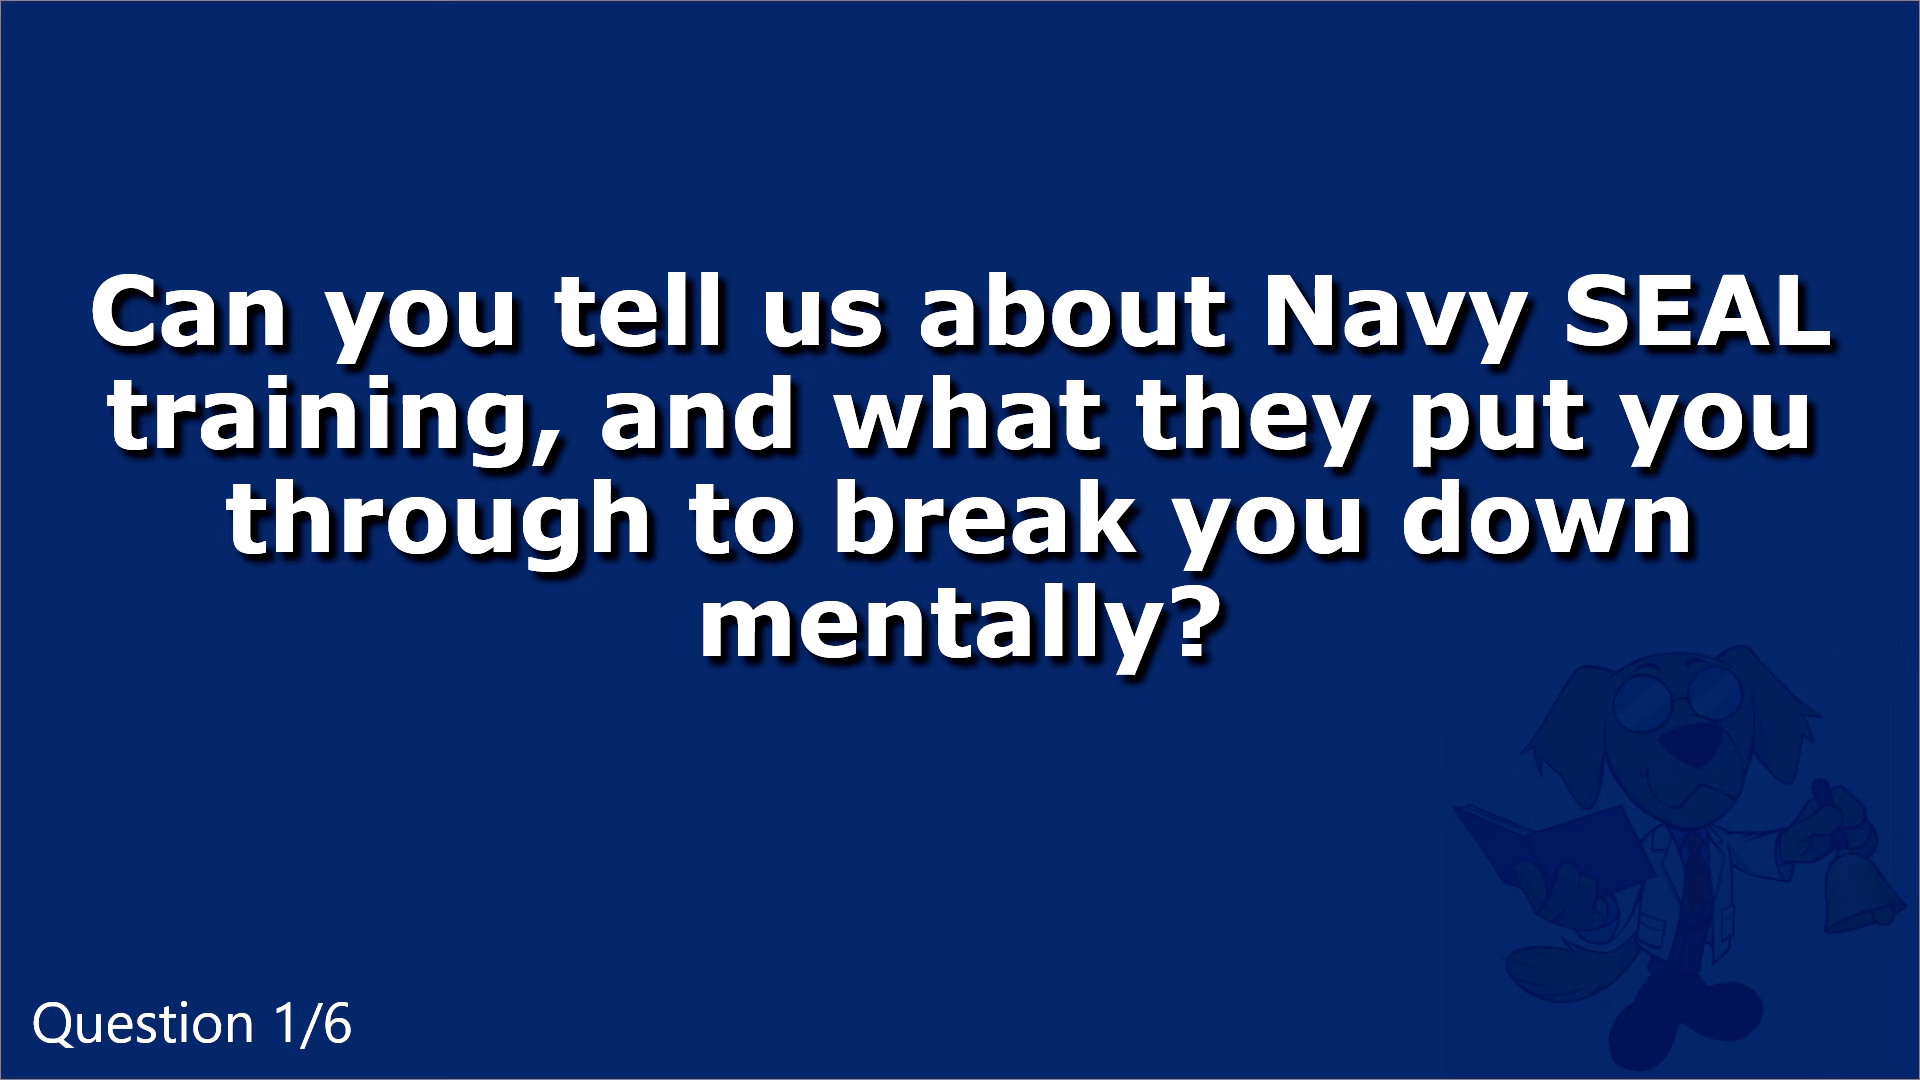 Can you tell us about Navy SEAL
training, and what they put you
through to break you down
mentally?
Question 1/6